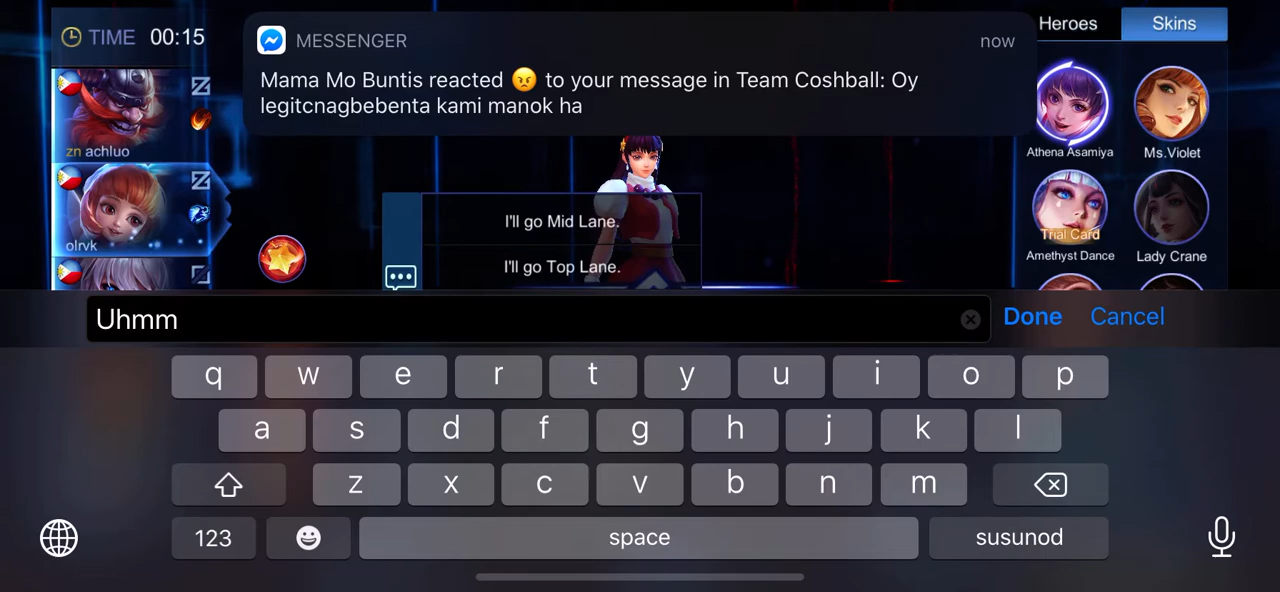 TIME 00:15
MESSENGER
now
Mama Mo Buntis reacted 😡 to your message in Team Coshball: Oy
legitcnagbebenta kami manok ha
Heroes
Skins
zn achluo
olrvk
I'll go Mid Lane.
I'll go Top Lane.
Athena Asamiya
Ms.Violet
Trial Card
Amethyst Dance
Lady Crane
Uhmm
Done
Cancel
q w e r t y u i o p
a s d f g h j k l
z x c v b n m
123
space
susunod